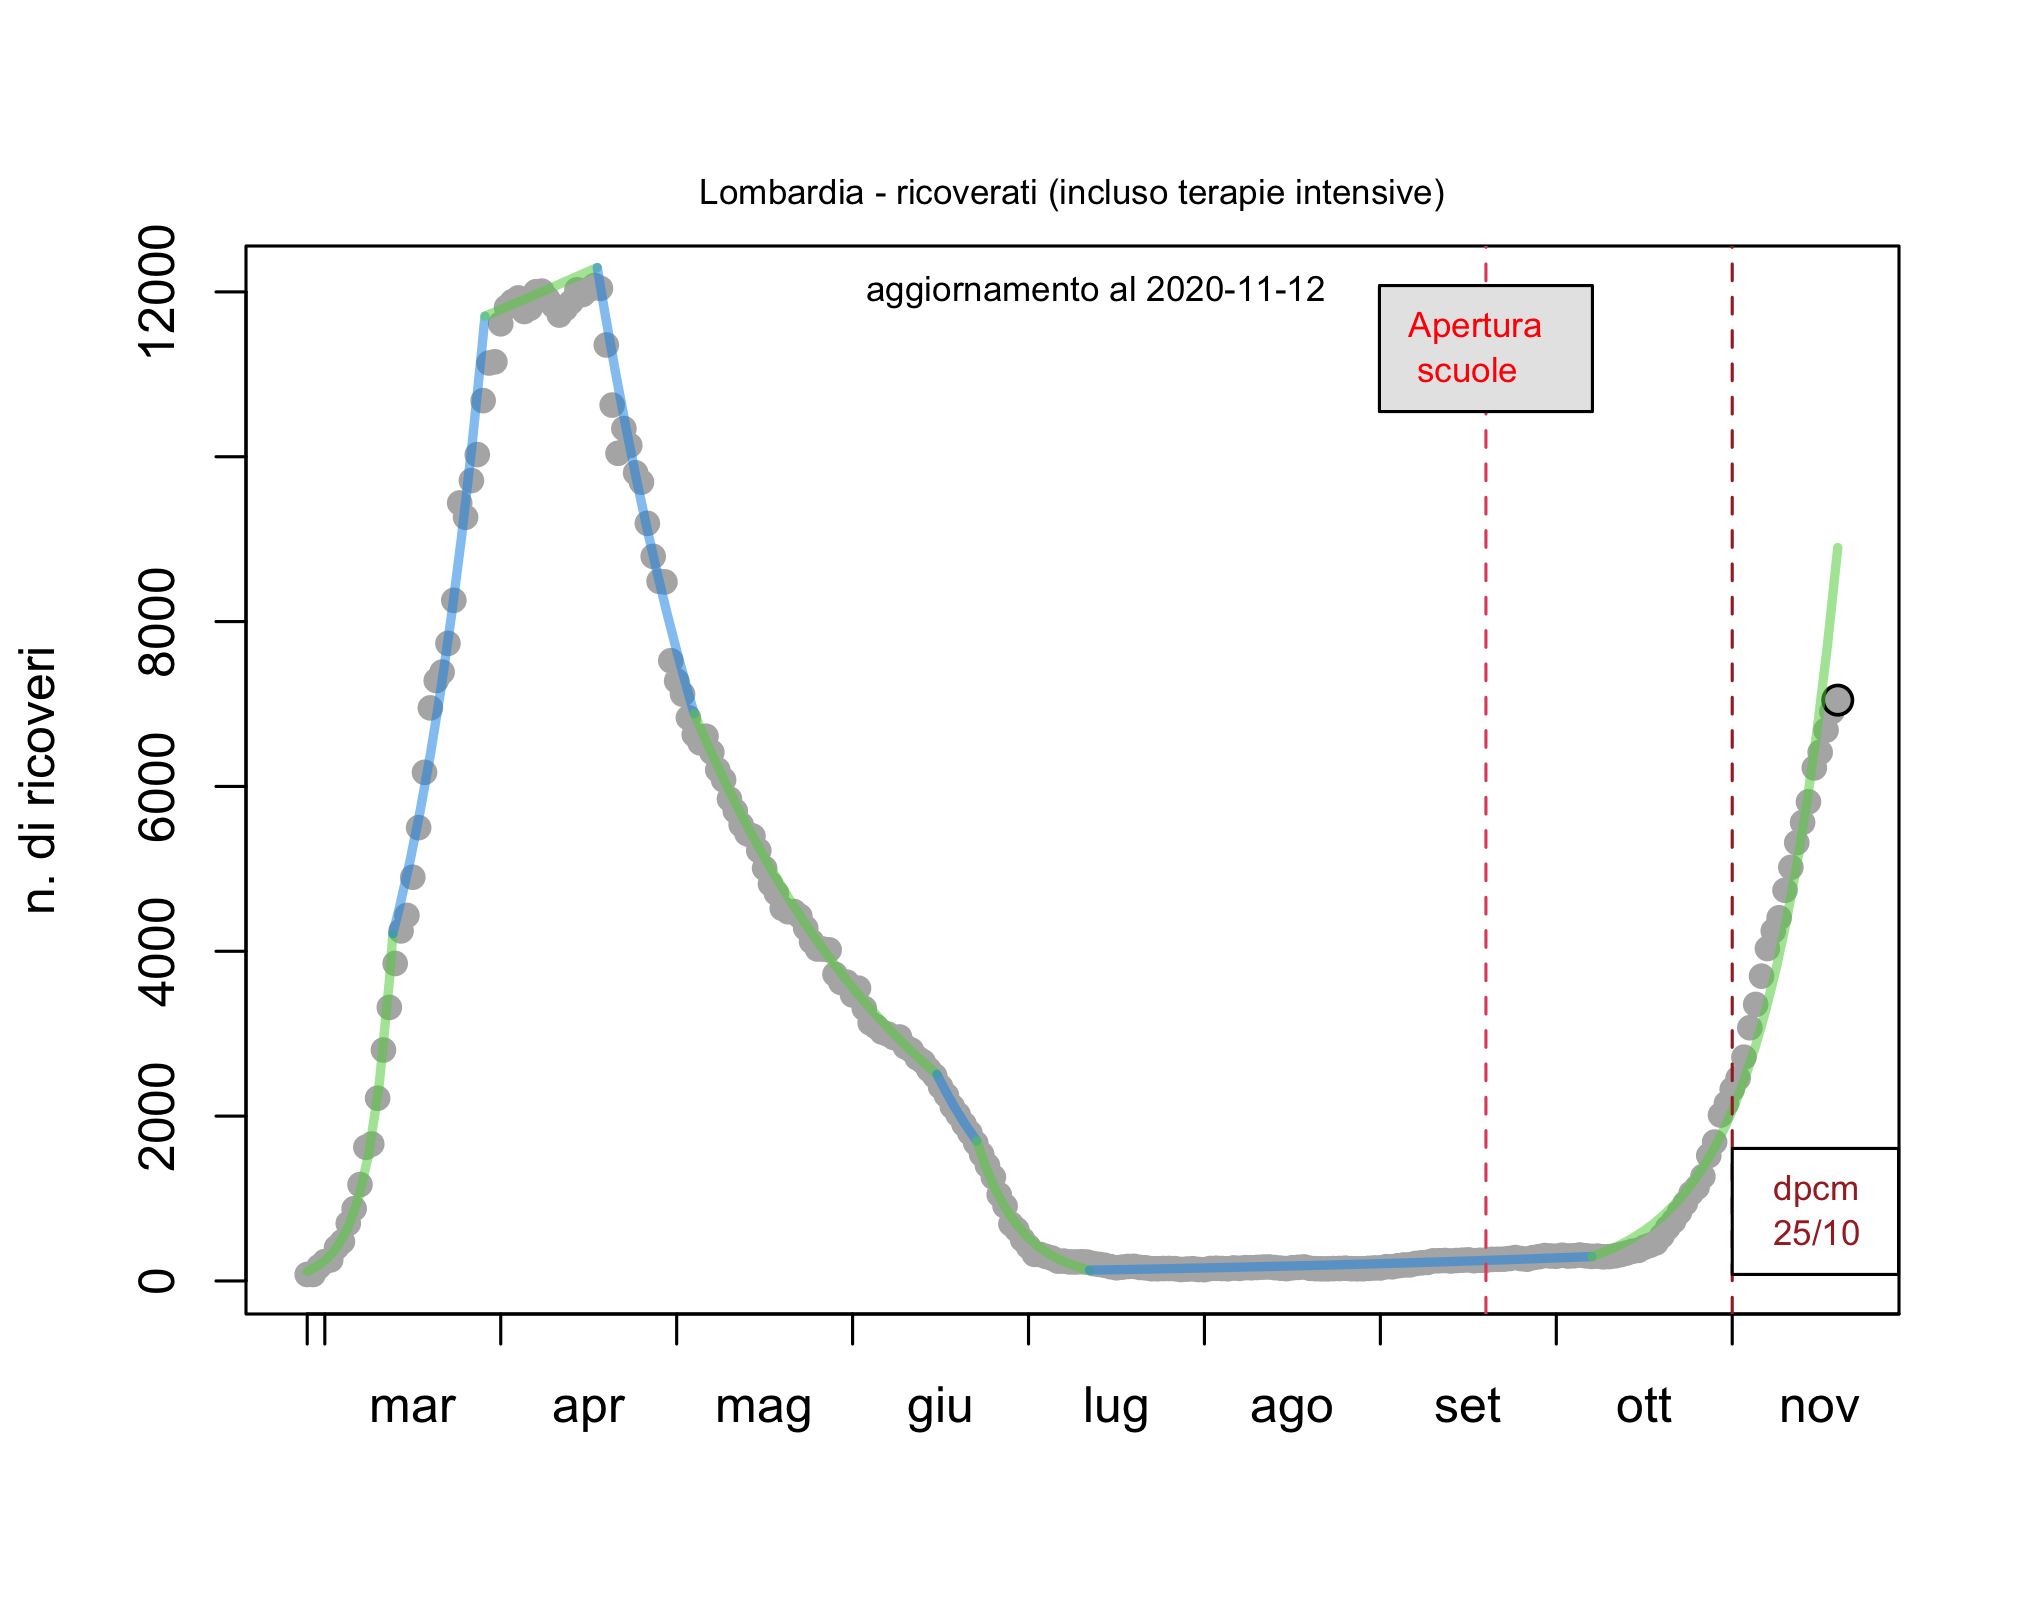 Lombardia - ricoverati (incluso terapie intensive)
aggiornamento al 2020-11-12
Apertura
scuole
12000
8000
6000
4000
2000
0
n. di ricoveri
dpcm
25/10
mar apr mag giu lug ago set ott nov